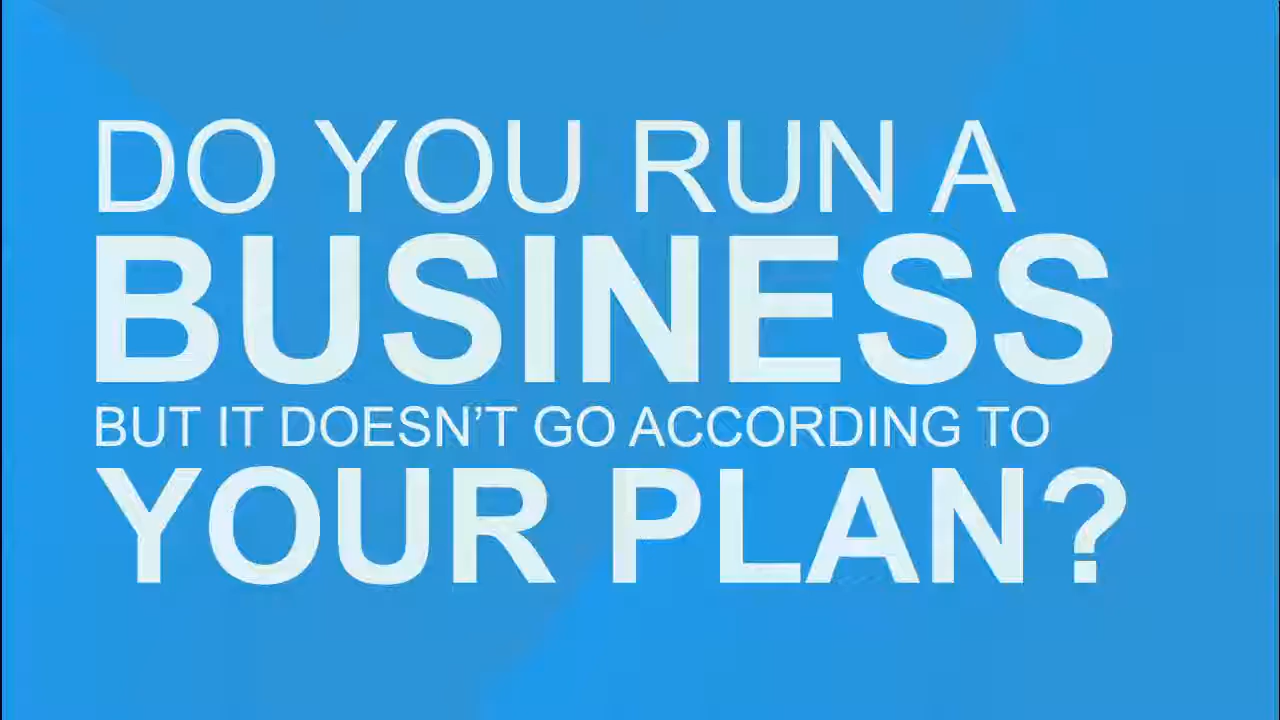 DO YOU RUN A
BUSINESS
BUT IT DOESN’T GO ACCORDING TO
YOUR PLAN?